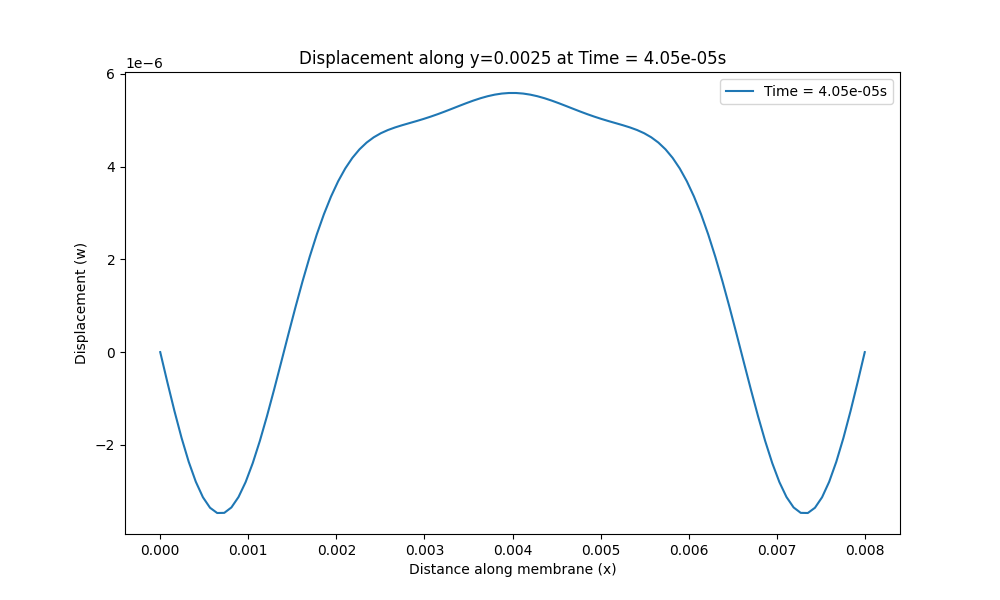 Displacement along y=0.0025 at Time = 4.05e-05s
1e−6
Time = 4.05e-05s
6
4
2
0
−2
Displacement (w)
0.000 0.001 0.002 0.003 0.004 0.005 0.006 0.007 0.008
Distance along membrane (x)